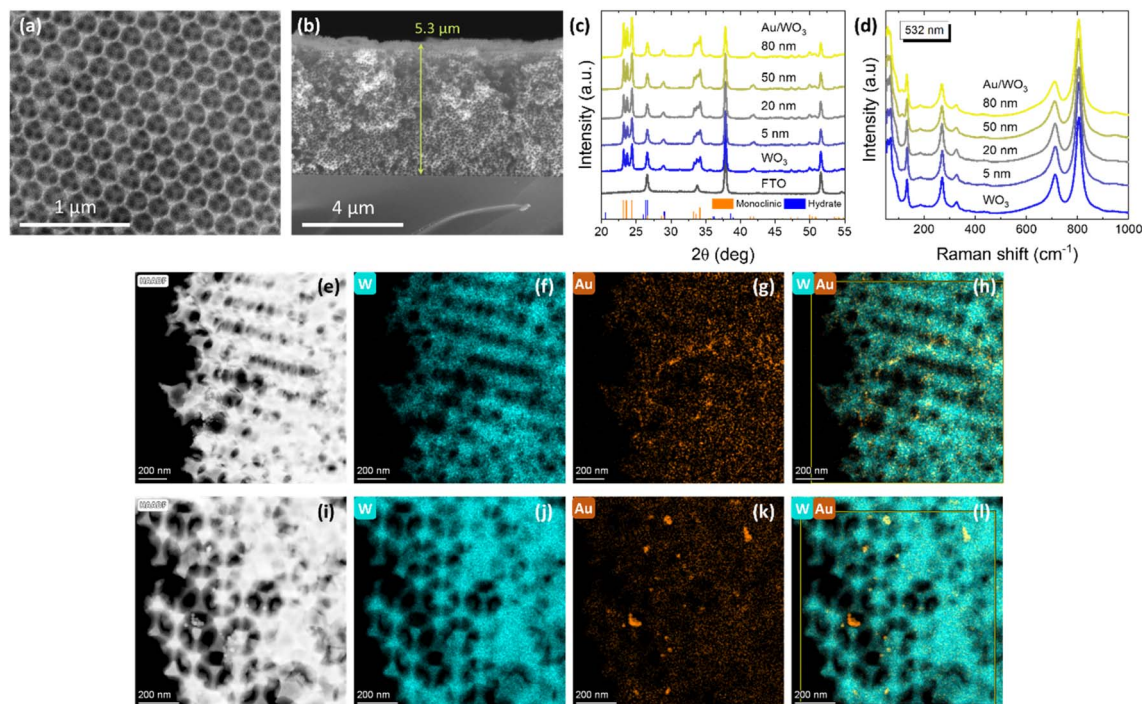 (a)
1 µm
(b)
5.3 µm
4 µm
(c)
Intensity (a.u.)
Au/WO₃
80 nm
50 nm
20 nm
5 nm
WO₃
FTO
Monoclinic
Hydrate
20 25 30 35 40 45 50 55
2θ (deg)
(d)
532 nm
Intensity (a.u)
Au/WO₃
80 nm
50 nm
20 nm
5 nm
WO₃
200 400 600 800 1000
Raman shift (cm⁻¹)
HAADF
(e)
200 nm
W
(f)
200 nm
Au
(g)
200 nm
W Au
(h)
200 nm
HAADF
(i)
200 nm
W
(j)
200 nm
Au
(k)
200 nm
W Au
(l)
200 nm